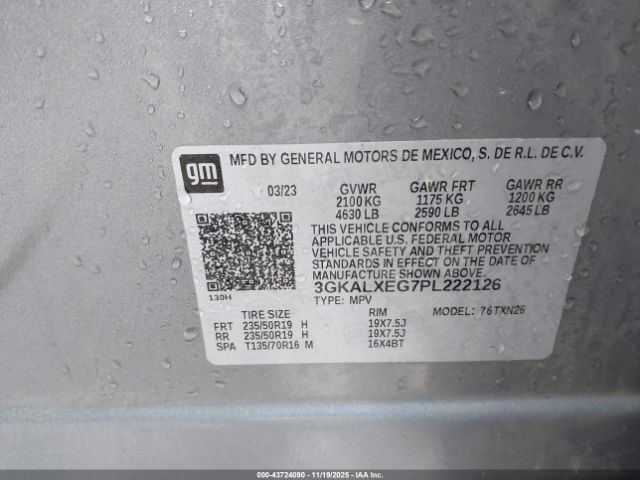 gm
MFD BY GENERAL MOTORS DE MEXICO, S. DE R.L. DE C.V.
03/23 GVWR GAWR FRT GAWR RR
2100 KG 1175 KG 1200 KG
4630 LB 2590 LB 2645 LB
THIS VEHICLE CONFORMS TO ALL
APPLICABLE U.S. FEDERAL MOTOR
VEHICLE SAFETY AND THEFT PREVENTION
STANDARDS IN EFFECT ON THE DATE OF
MANUFACTURE SHOWN ABOVE.
130H
3GKALXEG7PL222126
TYPE: MPV MODEL: 76TXN26
TIRE SIZE RIM
FRT 235/50R19 H 19X7.5J
RR 235/50R19 H 19X7.5J
SPA T135/70R16 M 16X4BT
000-43724090 - 11/19/2025 - IAA, Inc.